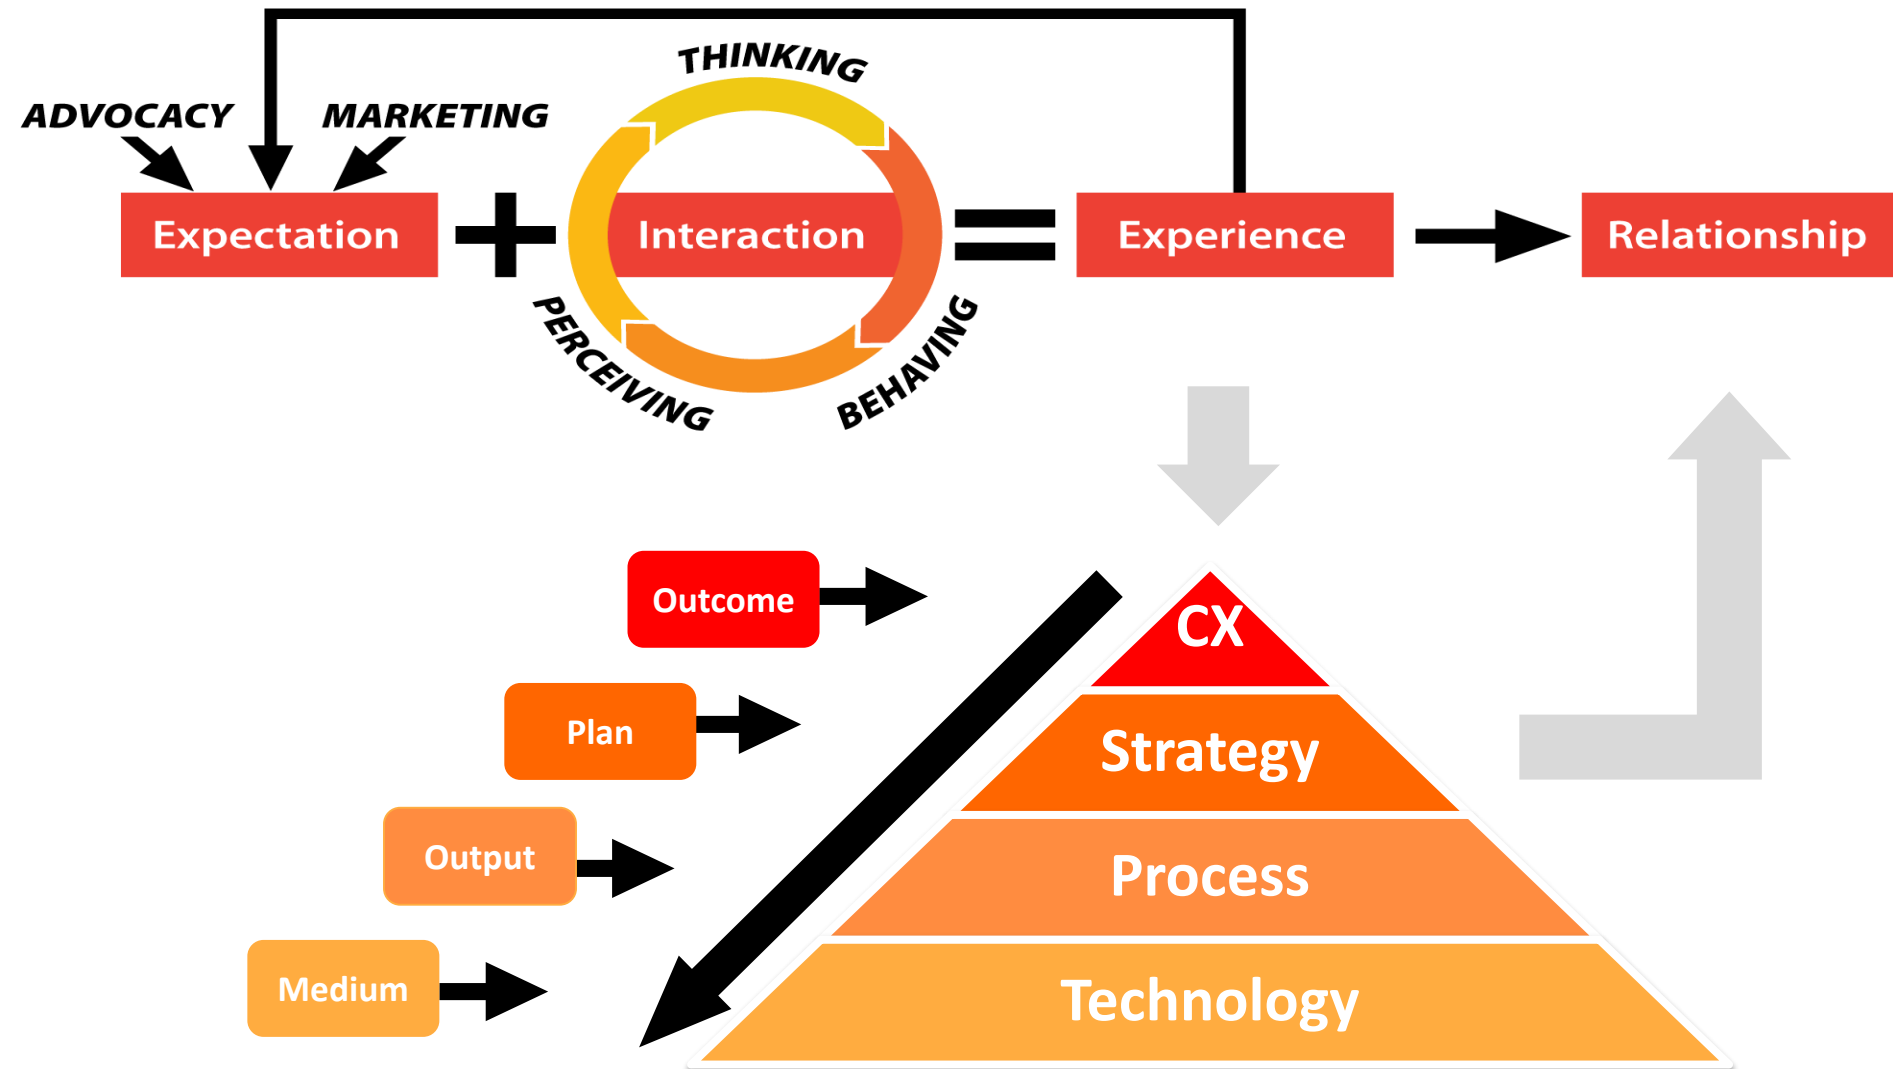 THINKING
ADVOCACY
MARKETING
Expectation
Interaction
Experience
Relationship
PERCEIVING
BEHAVING
Outcome
CX
Plan
Strategy
Output
Process
Medium
Technology